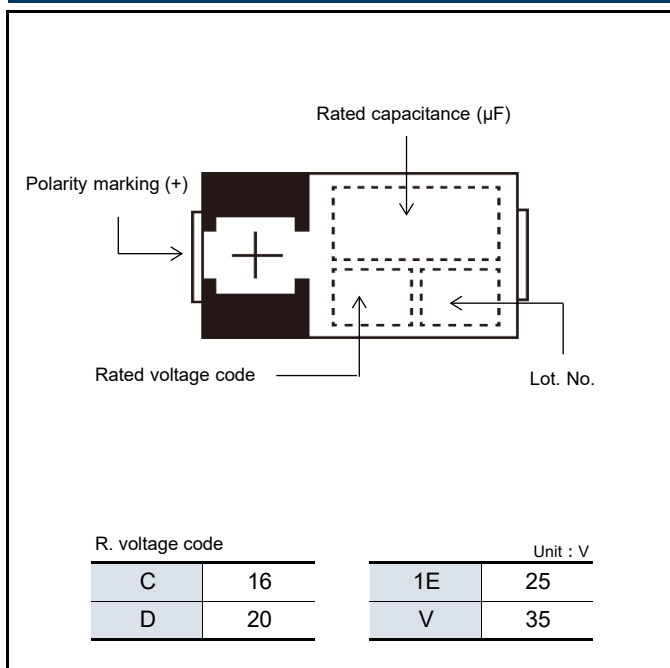 Rated capacitance (μF)
Polarity marking (+)
Rated voltage code
Lot. No.
R. voltage code
Unit : V
C 16 1E 25
D 20 V 35